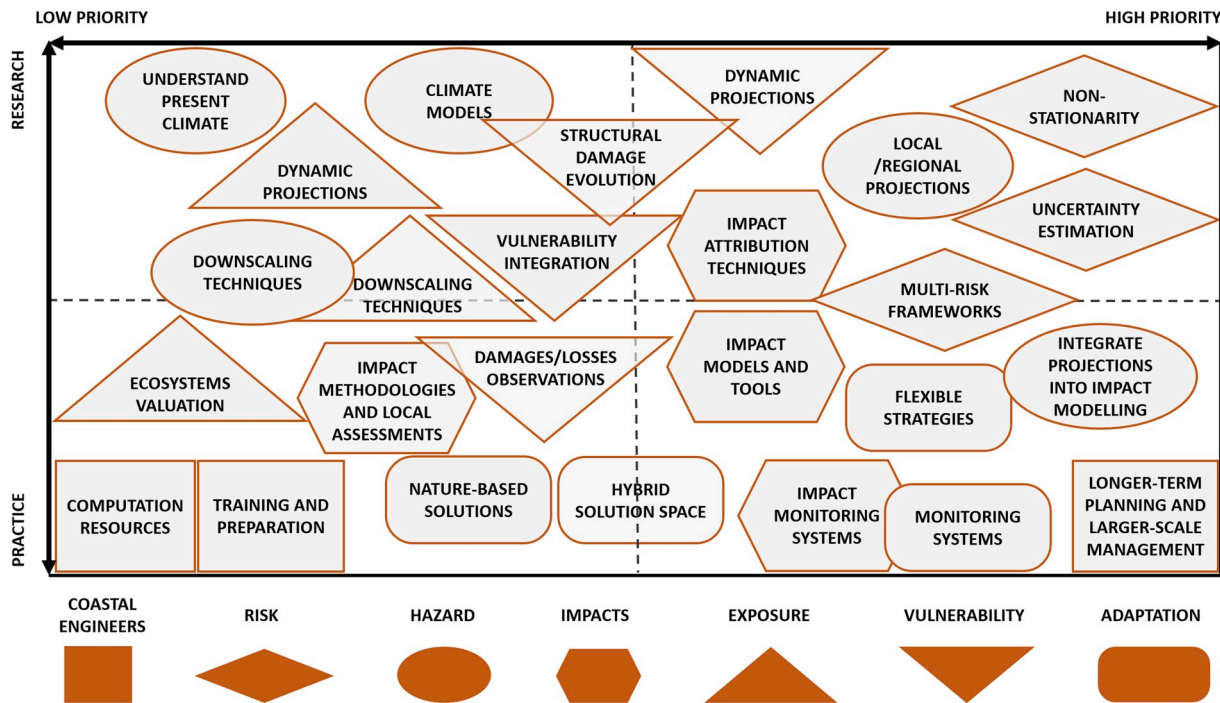 LOW PRIORITY
HIGH PRIORITY
RESEARCH
PRACTICE
UNDERSTAND
PRESENT
CLIMATE
CLIMATE
MODELS
DYNAMIC
PROJECTIONS
NON-
STATIONARITY
DYNAMIC
PROJECTIONS
STRUCTURAL
DAMAGE
EVOLUTION
LOCAL
/REGIONAL
PROJECTIONS
UNCERTAINTY
ESTIMATION
DOWNSCALING
TECHNIQUES
DOWNSCALING
TECHNIQUES
VULNERABILITY
INTEGRATION
IMPACT
ATTRIBUTION
TECHNIQUES
MULTI-RISK
FRAMEWORKS
ECOSYSTEMS
VALUATION
IMPACT
METHODOLOGIES
AND LOCAL
ASSESSMENTS
DAMAGES/LOSSES
OBSERVATIONS
IMPACT
MODELS AND
TOOLS
FLEXIBLE
STRATEGIES
INTEGRATE
PROJECTIONS
INTO IMPACT
MODELLING
COMPUTATION
RESOURCES
TRAINING AND
PREPARATION
NATURE-BASED
SOLUTIONS
HYBRID
SOLUTION SPACE
IMPACT
MONITORING
SYSTEMS
MONITORING
SYSTEMS
LONGER-TERM
PLANNING AND
LARGER-SCALE
MANAGEMENT
COASTAL
ENGINEERS
RISK
HAZARD
IMPACTS
EXPOSURE
VULNERABILITY
ADAPTATION